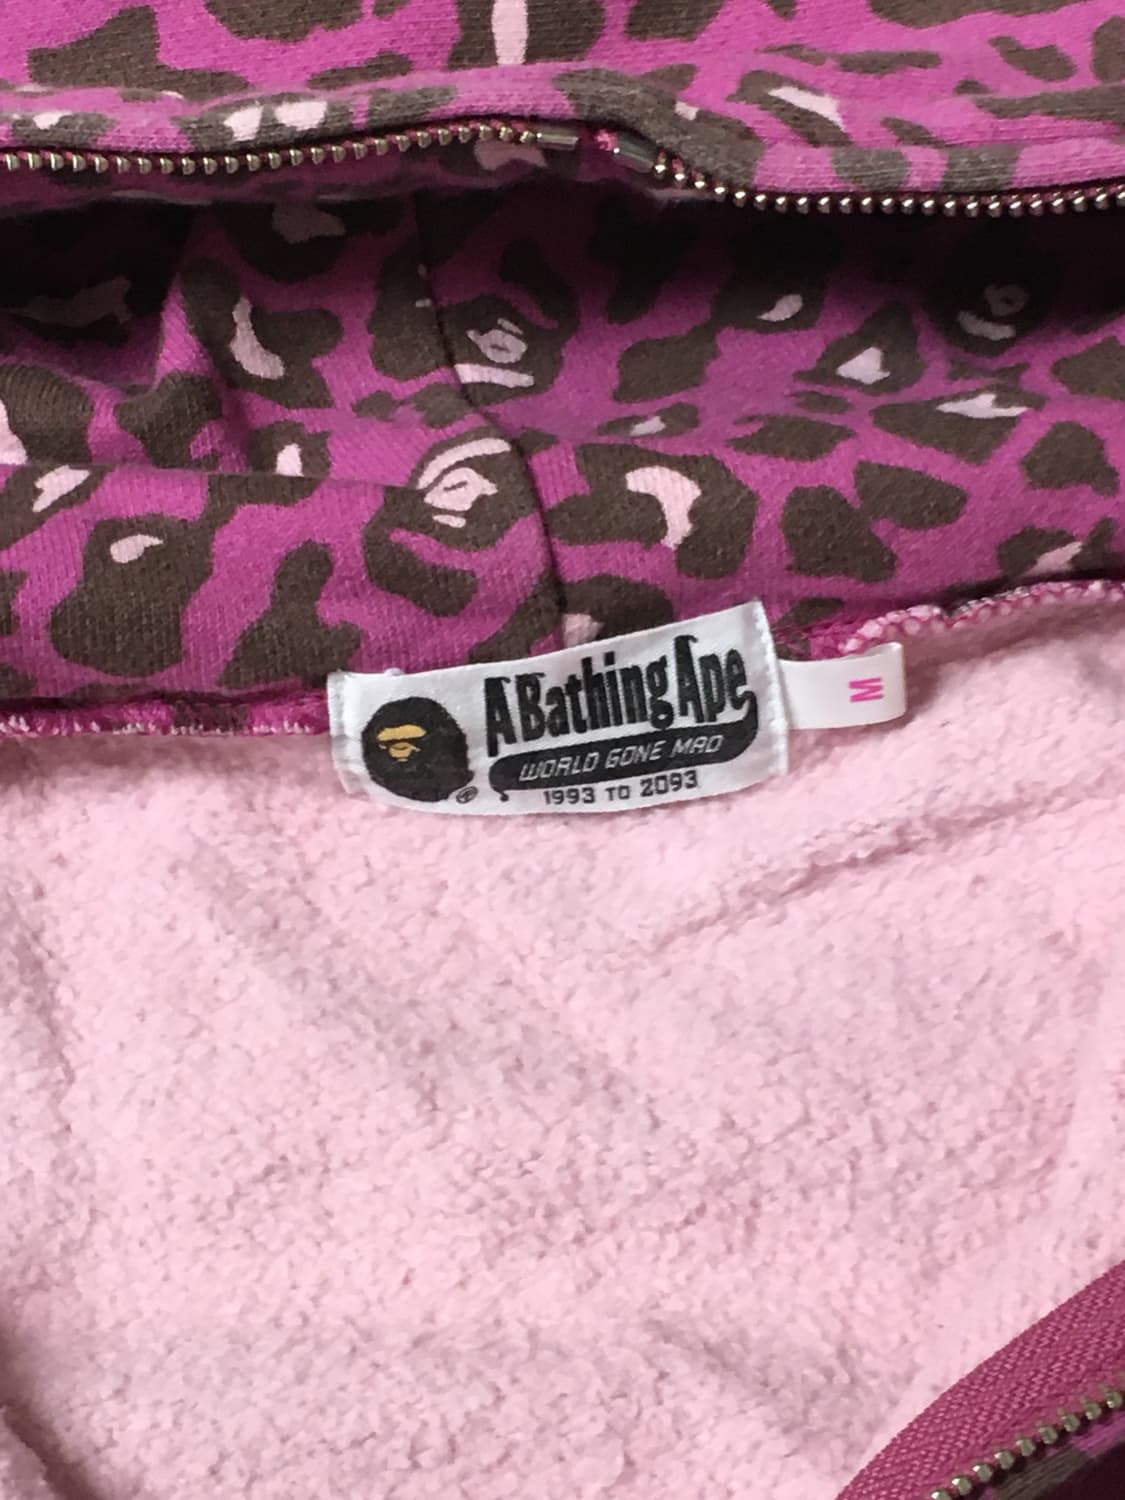 A Bathing Ape
WORLD GONE MAD
®
1993 TO 2093
M